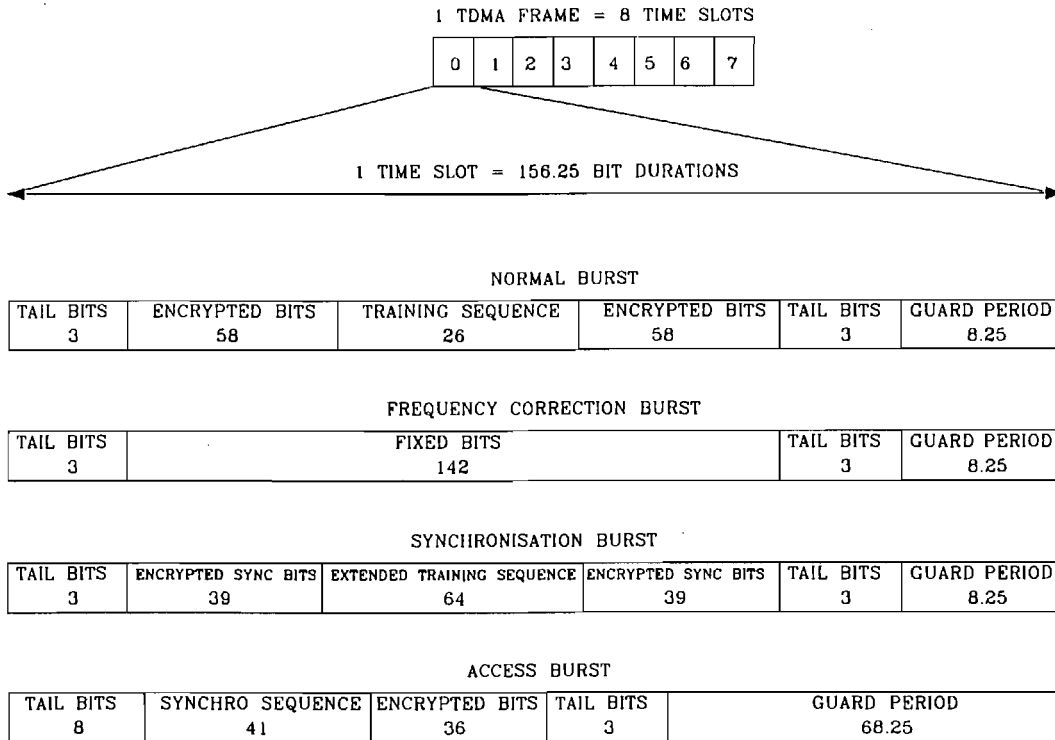 1 TDMA FRAME = 8 TIME SLOTS
0 1 2 3 4 5 6 7
1 TIME SLOT = 156.25 BIT DURATIONS
NORMAL BURST
TAIL BITS ENCRYPTED BITS TRAINING SEQUENCE ENCRYPTED BITS TAIL BITS GUARD PERIOD
3 58 26 58 3 8.25
FREQUENCY CORRECTION BURST
TAIL BITS FIXED BITS TAIL BITS GUARD PERIOD
3 142 3 8.25
SYNCHRONISATION BURST
TAIL BITS ENCRYPTED SYNC BITS EXTENDED TRAINING SEQUENCE ENCRYPTED SYNC BITS TAIL BITS GUARD PERIOD
3 39 64 39 3 8.25
ACCESS BURST
TAIL BITS SYNCHRO SEQUENCE ENCRYPTED BITS TAIL BITS GUARD PERIOD
8 41 36 3 68.25